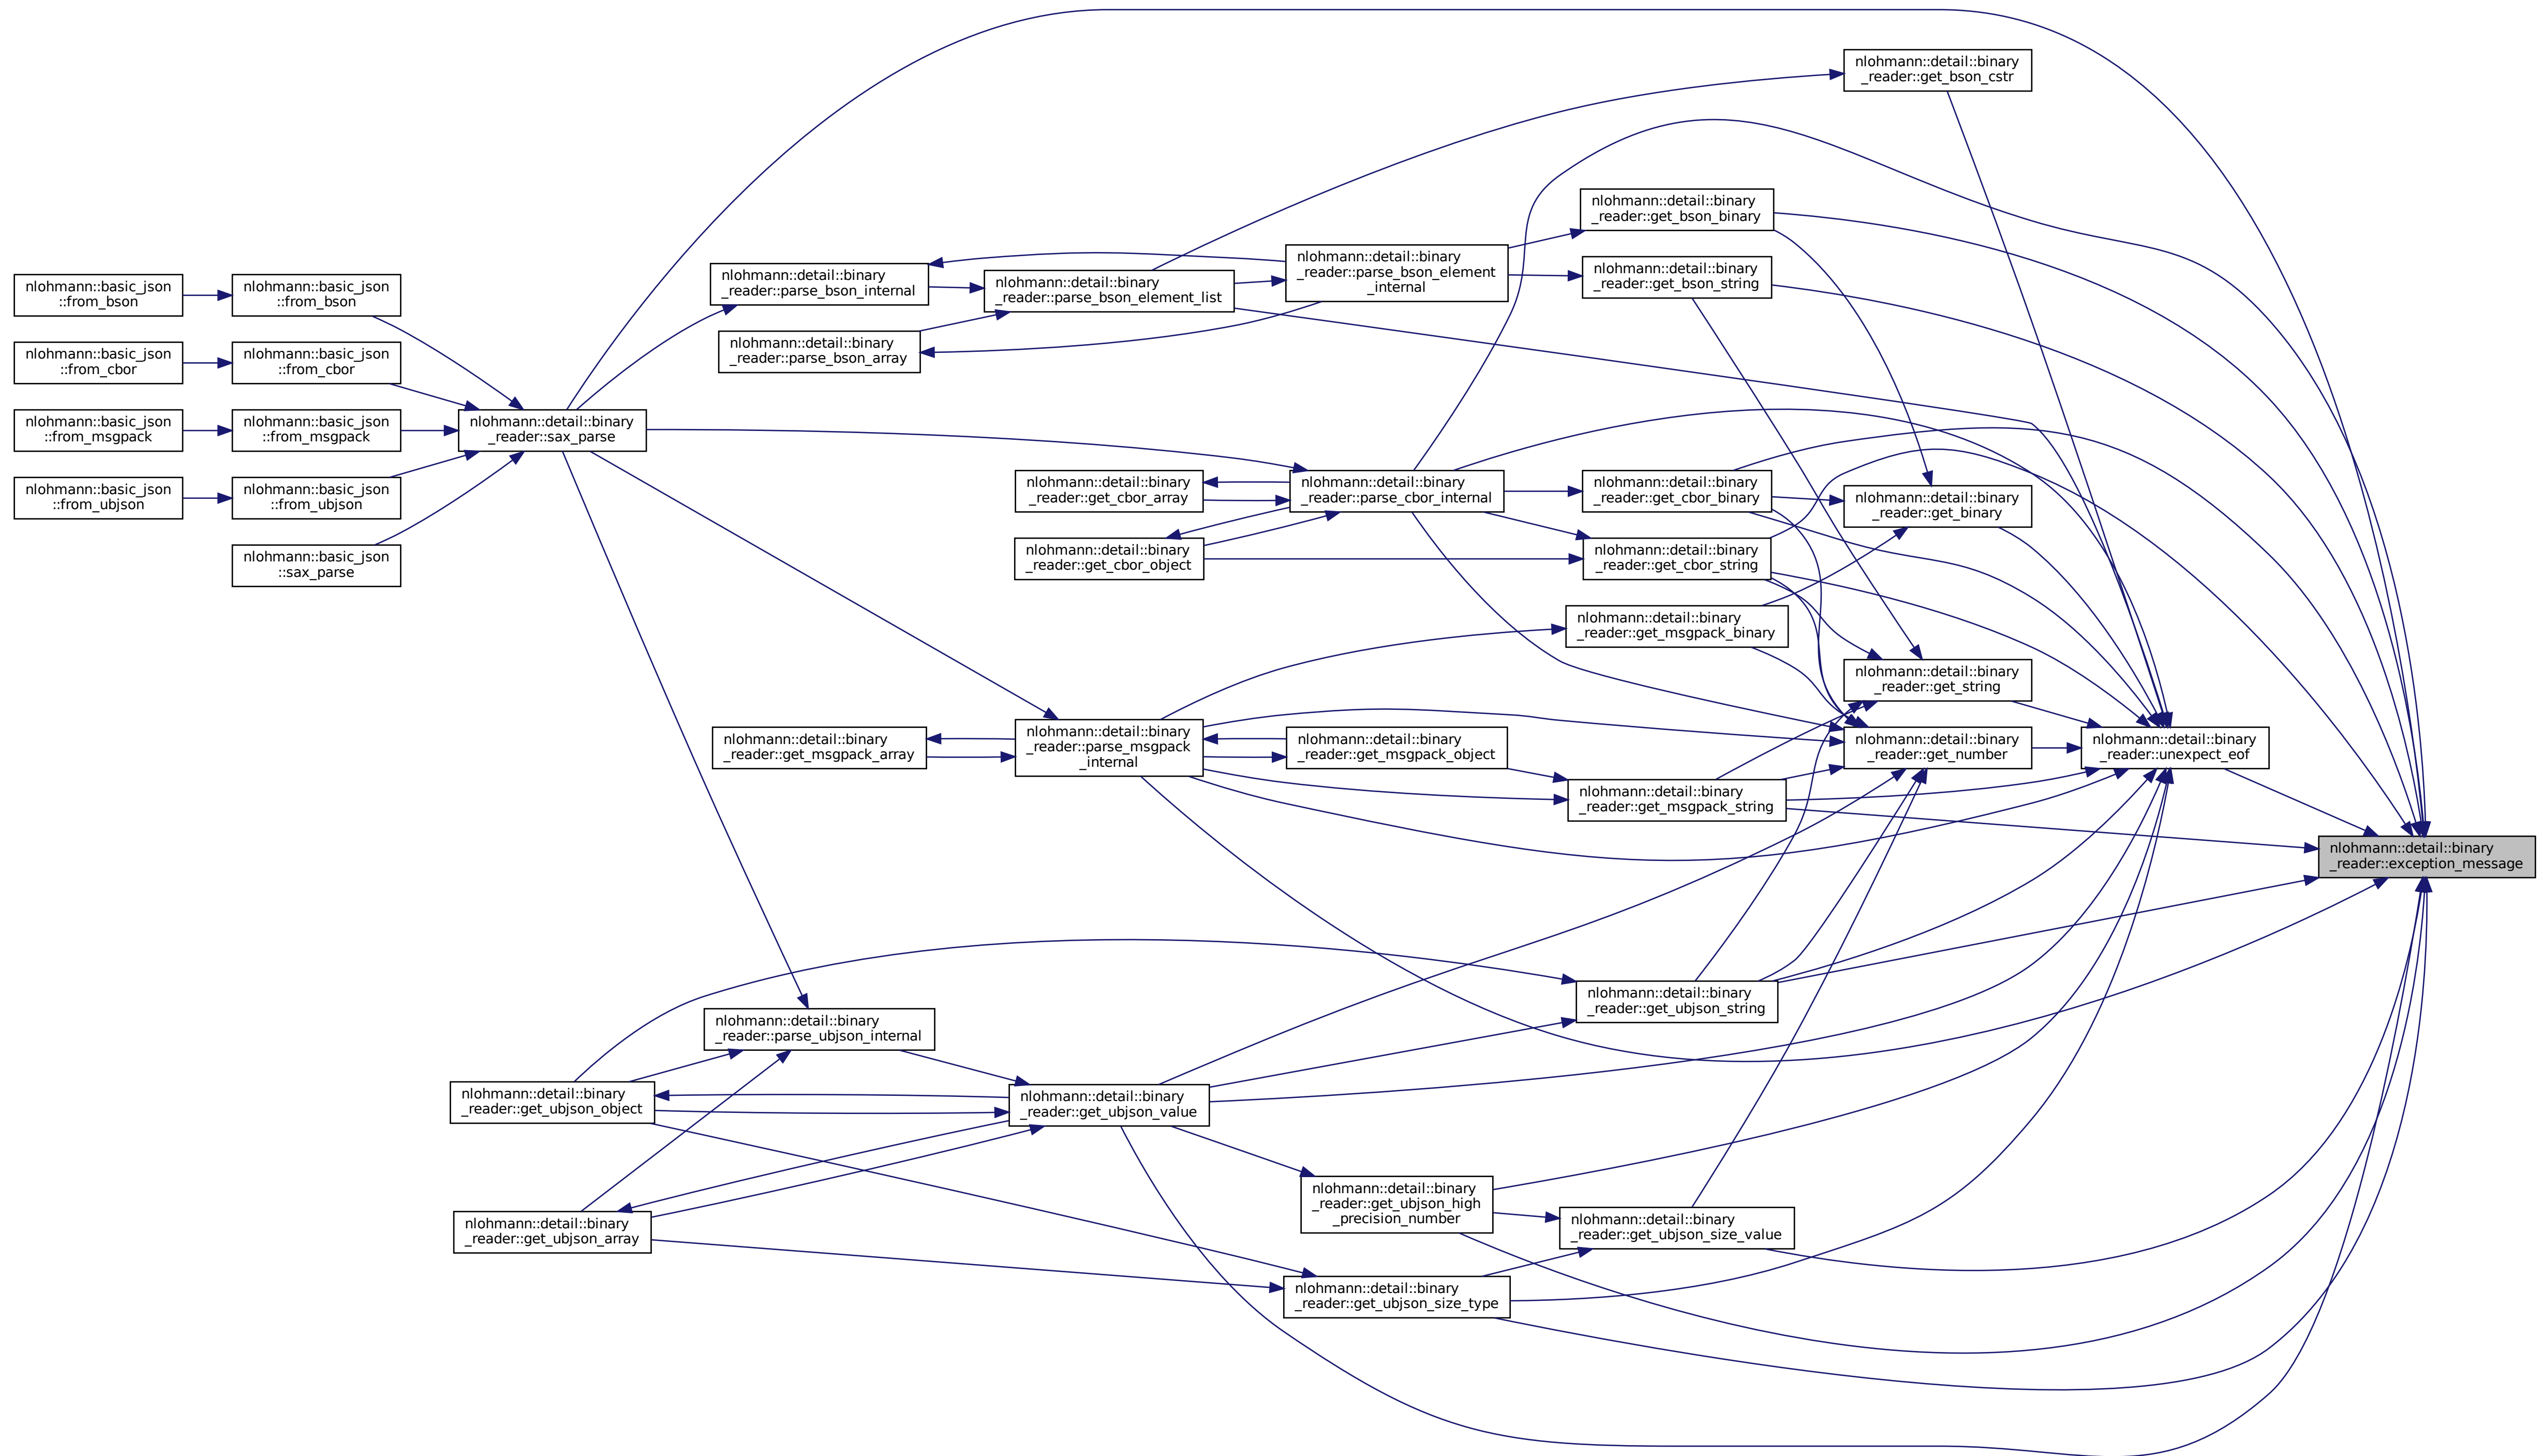 nlohmann::detail::binary
_reader::get_bson_cstr
nlohmann::detail::binary
_reader::get_bson_binary
nlohmann::detail::binary
_reader::parse_bson_element
_internal
nlohmann::detail::binary
_reader::get_bson_string
nlohmann::detail::binary
_reader::parse_bson_internal
nlohmann::detail::binary
_reader::parse_bson_element_list
nlohmann::basic_json
::from_bson
nlohmann::basic_json
::from_bson
nlohmann::detail::binary
_reader::parse_bson_array
nlohmann::basic_json
::from_cbor
nlohmann::basic_json
::from_cbor
nlohmann::basic_json
::from_msgpack
nlohmann::basic_json
::from_msgpack
nlohmann::detail::binary
_reader::sax_parse
nlohmann::basic_json
::from_ubjson
nlohmann::basic_json
::from_ubjson
nlohmann::basic_json
::sax_parse
nlohmann::detail::binary
_reader::get_cbor_array
nlohmann::detail::binary
_reader::parse_cbor_internal
nlohmann::detail::binary
_reader::get_cbor_binary
nlohmann::detail::binary
_reader::get_binary
nlohmann::detail::binary
_reader::get_cbor_object
nlohmann::detail::binary
_reader::get_cbor_string
nlohmann::detail::binary
_reader::get_msgpack_binary
nlohmann::detail::binary
_reader::get_string
nlohmann::detail::binary
_reader::get_msgpack_array
nlohmann::detail::binary
_reader::parse_msgpack
_internal
nlohmann::detail::binary
_reader::get_msgpack_object
nlohmann::detail::binary
_reader::get_number
nlohmann::detail::binary
_reader::unexpect_eof
nlohmann::detail::binary
_reader::get_msgpack_string
nlohmann::detail::binary
_reader::exception_message
nlohmann::detail::binary
_reader::get_ubjson_string
nlohmann::detail::binary
_reader::parse_ubjson_internal
nlohmann::detail::binary
_reader::get_ubjson_object
nlohmann::detail::binary
_reader::get_ubjson_value
nlohmann::detail::binary
_reader::get_ubjson_high
_precision_number
nlohmann::detail::binary
_reader::get_ubjson_array
nlohmann::detail::binary
_reader::get_ubjson_size_value
nlohmann::detail::binary
_reader::get_ubjson_size_type